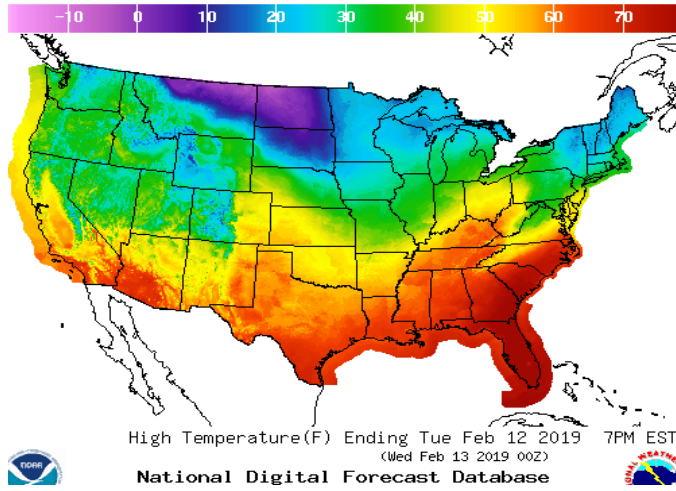 -10 0 10 20 30 40 50 60 70
High Temperature(F) Ending Tue Feb 12 2019 7PM EST
(Wed Feb 13 2019 00Z)
National Digital Forecast Database
NOAA